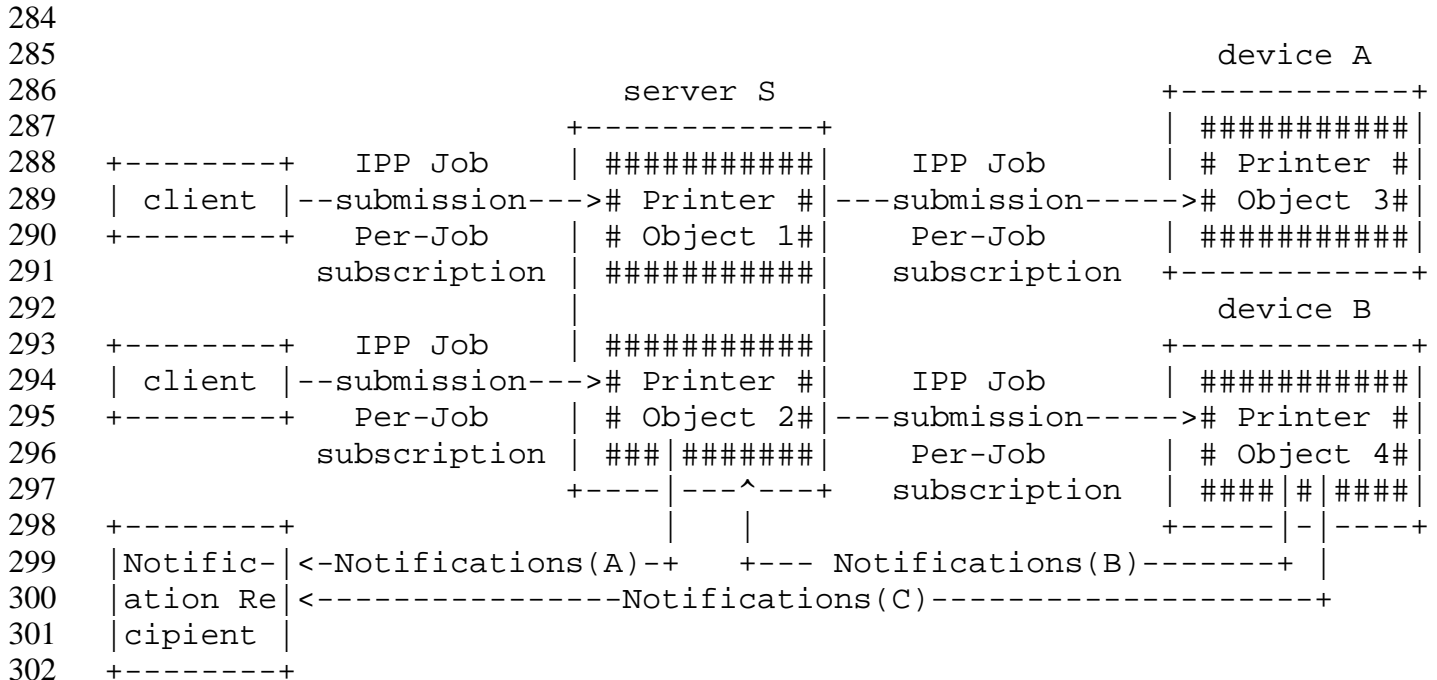 284
285                                                                       device A
286                                 server S                          +------------+
287                              +------------+                       | ###########|
288   +--------+    IPP Job      | ###########|      IPP Job          | # Printer #|
289   | client |--submission---># Printer #|---submission-----># Object 3#|
290   +--------+    Per-Job      | # Object 1#|      Per-Job          | ###########|
291              subscription | ###########|    subscription  +------------+
292                              |            |                          device B
293   +--------+    IPP Job      | ###########|                       +------------+
294   | client |--submission---># Printer #|    IPP Job       | ###########|
295   +--------+    Per-Job      | # Object 2#|---submission-----># Printer #|
296              subscription | ###|#######|    Per-Job       | # Object 4#|
297                              +----|---^---+    subscription  | ####|#|####|
298   +--------+                      |   |                       +-----|-|----+
299   |Notific-|<-Notifications(A)-+   +--- Notifications(B)-------+ |
300   |ation Re|<----------------Notifications(C)-------------------+
301   |cipient |
302   +--------+